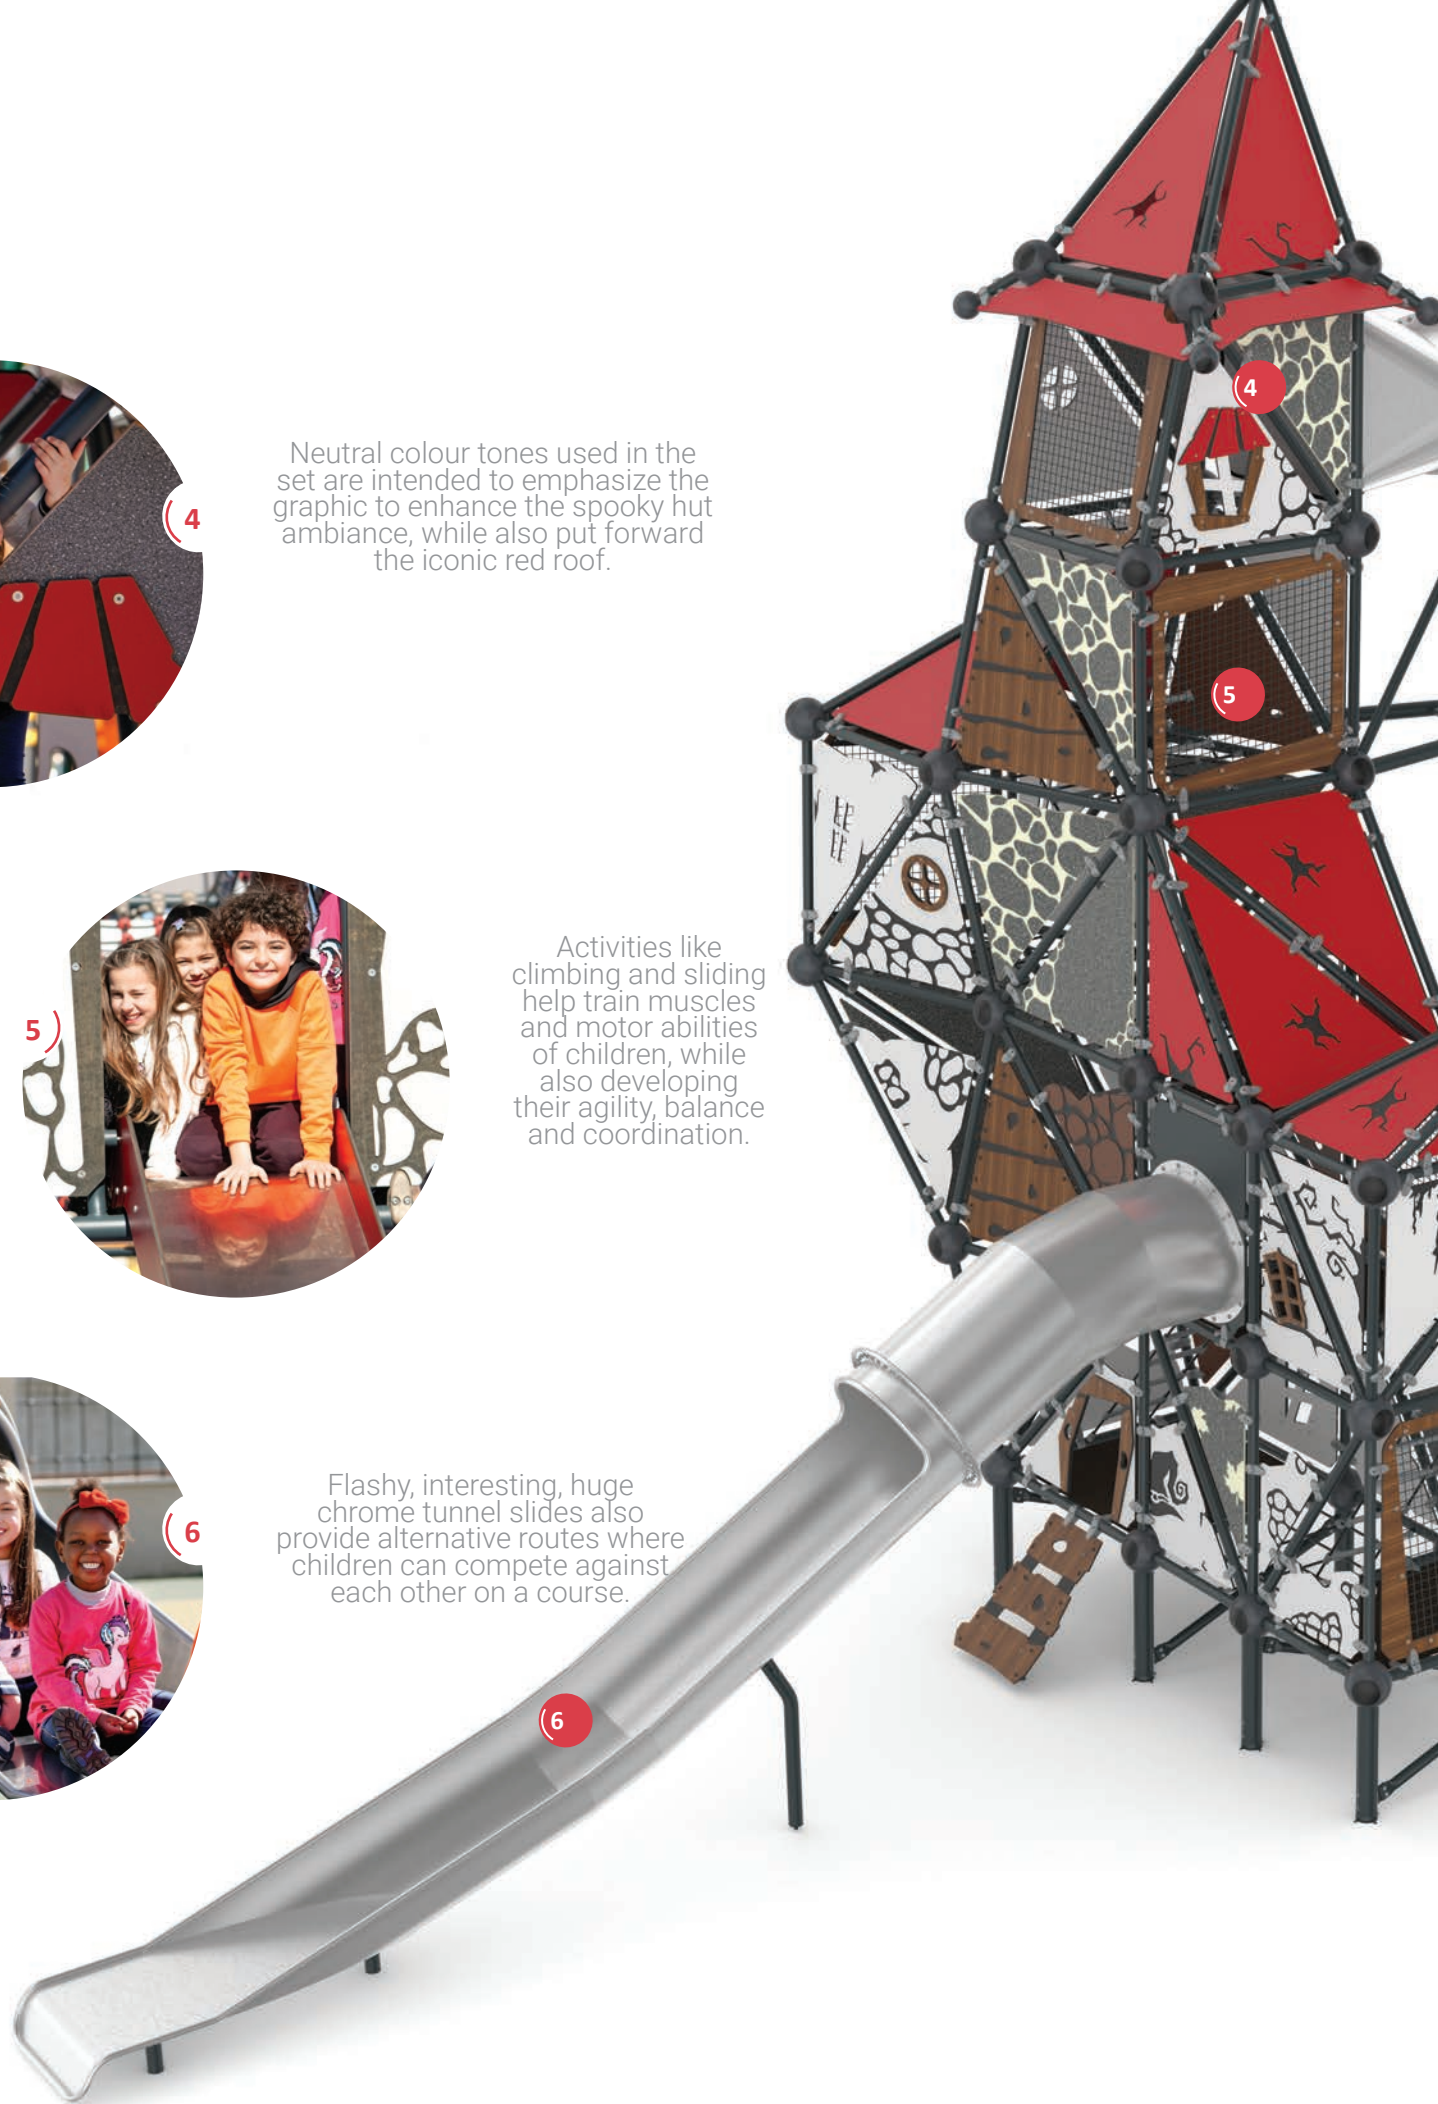 4
Neutral colour tones used in the
set are intended to emphasize the
graphic to enhance the spooky hut
ambiance, while also put forward
the iconic red roof.
4
5
5
Activities like
climbing and sliding
help train muscles
and motor abilities
of children, while
also developing
their agility, balance
and coordination.
6
Flashy, interesting, huge
chrome tunnel slides also
provide alternative routes where
children can compete against
each other on a course.
6